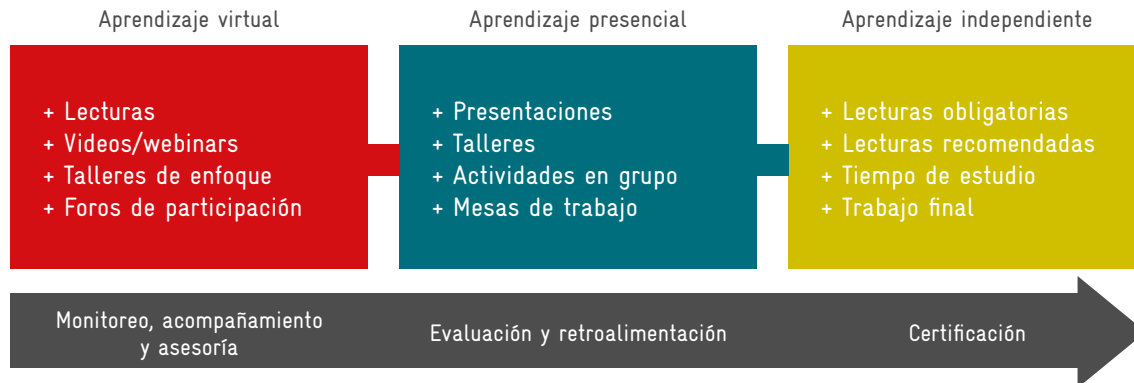 Aprendizaje virtual
Aprendizaje presencial
Aprendizaje independiente
+ Lecturas
+ Videos/webinars
+ Talleres de enfoque
+ Foros de participación
+ Presentaciones
+ Talleres
+ Actividades en grupo
+ Mesas de trabajo
+ Lecturas obligatorias
+ Lecturas recomendadas
+ Tiempo de estudio
+ Trabajo final
Monitoreo, acompañamiento
y asesoría
Evaluación y retroalimentación
Certificación